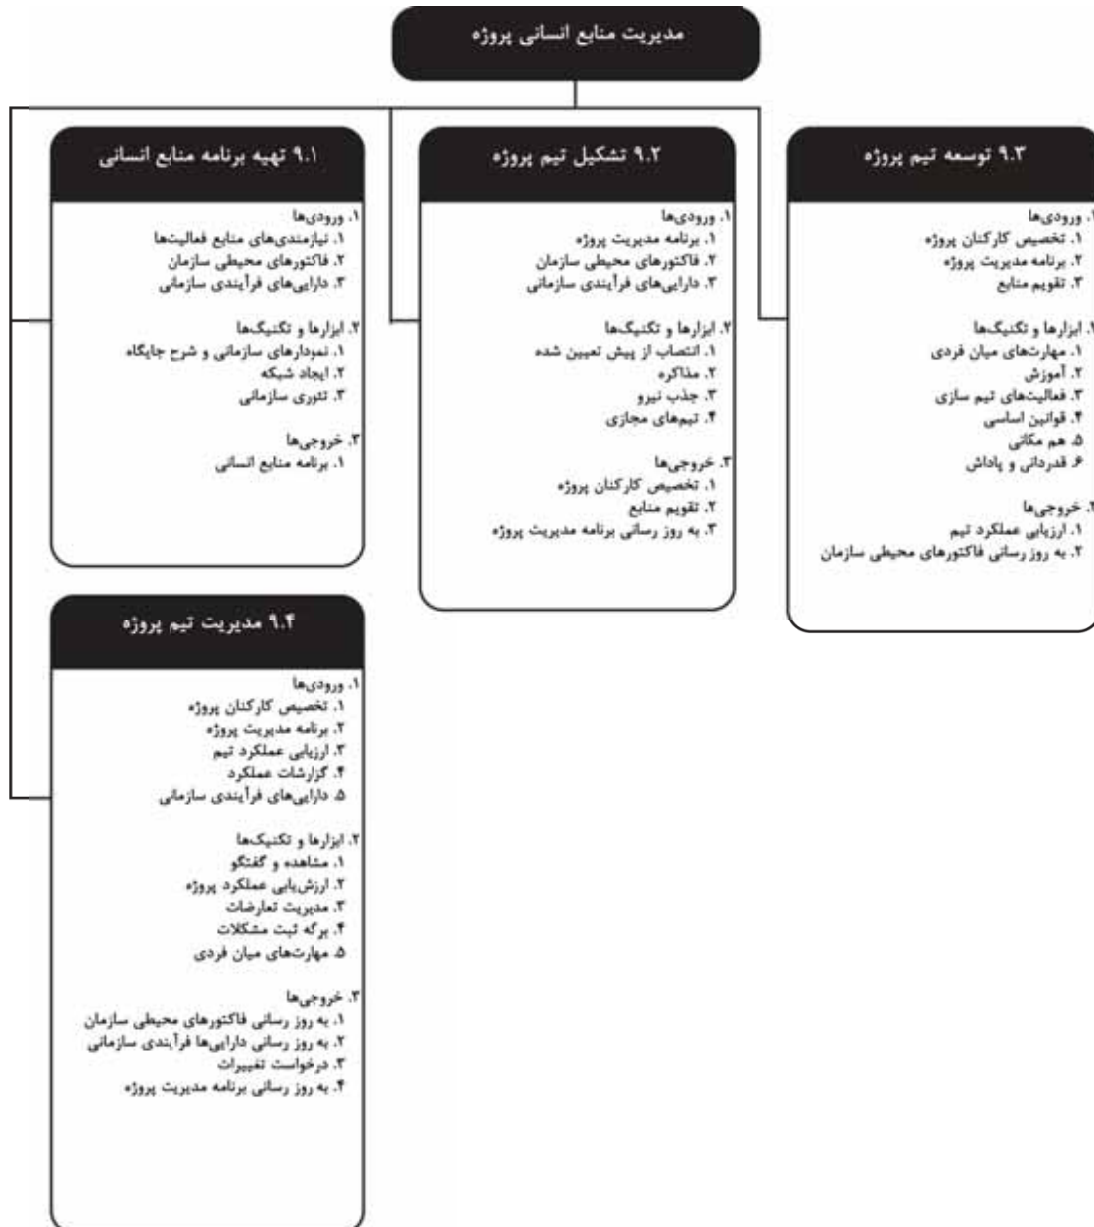 مدیریت منابع انسانی پروژه
۹.۱ تهیه برنامه منابع انسانی
۱. ورودی‌ها
۱. نیازمندی‌های منابع فعالیت‌ها
۲. فاکتورهای محیطی سازمان
۳. دارایی‌های فرآیندی سازمانی
۲. ابزارها و تکنیک‌ها
۱. نمودارهای سازمانی و شرح جایگاه
۲. ایجاد شبکه
۳. تئوری سازمانی
۳. خروجی‌ها
۱. برنامه منابع انسانی
۹.۲ تشکیل تیم پروژه
۱. ورودی‌ها
۱. برنامه مدیریت پروژه
۲. فاکتورهای محیطی سازمان
۳. دارایی‌های فرآیندی سازمانی
۲. ابزارها و تکنیک‌ها
۱. انتصاب از پیش تعیین شده
۲. مذاکره
۳. جذب نیرو
۴. تیم‌های مجازی
۳. خروجی‌ها
۱. تخصیص کارکنان پروژه
۲. تقویم منابع
۳. به روز رسانی برنامه مدیریت پروژه
۹.۳ توسعه تیم پروژه
۱. ورودی‌ها
۱. تخصیص کارکنان پروژه
۲. برنامه مدیریت پروژه
۳. تقویم منابع
۲. ابزارها و تکنیک‌ها
۱. مهارت‌های میان فردی
۲. آموزش
۳. فعالیت‌های تیم سازی
۴. قوانین اساسی
۵. هم مکانی
۶. قدردانی و پاداش
۳. خروجی‌ها
۱. ارزیابی عملکرد تیم
۲. به روز رسانی فاکتورهای محیطی سازمان
۹.۴ مدیریت تیم پروژه
۱. ورودی‌ها
۱. تخصیص کارکنان پروژه
۲. برنامه مدیریت پروژه
۳. ارزیابی عملکرد تیم
۴. گزارشات عملکرد
۵. دارایی‌های فرآیندی سازمانی
۲. ابزارها و تکنیک‌ها
۱. مشاهده و گفتگو
۲. ارزش‌یابی عملکرد پروژه
۳. مدیریت تعارضات
۴. برگه ثبت مشکلات
۵. مهارت‌های میان فردی
۳. خروجی‌ها
۱. به روز رسانی فاکتورهای محیطی سازمان
۲. به روز رسانی دارایی‌ها فرآیندی سازمانی
۳. درخواست تغییرات
۴. به روز رسانی برنامه مدیریت پروژه